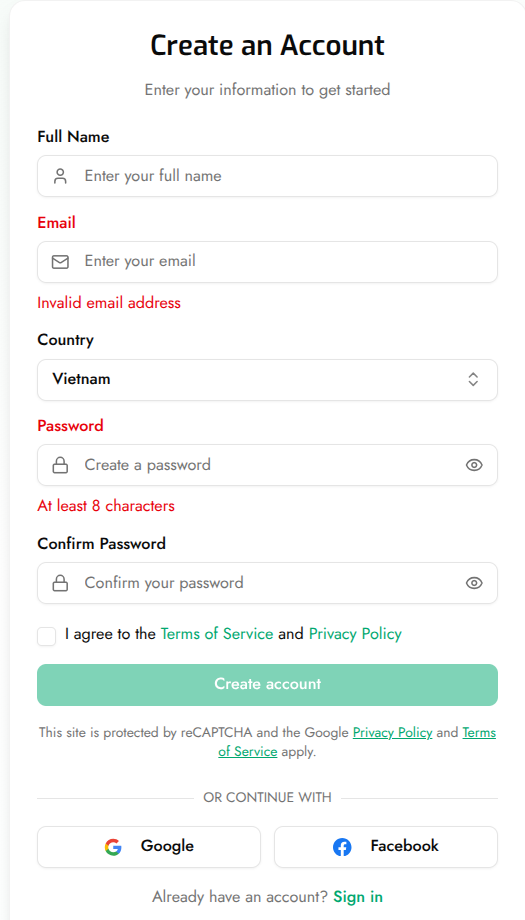 Create an Account
Enter your information to get started
Full Name
Enter your full name
Email
Enter your email
Invalid email address
Country
Vietnam
Password
Create a password
At least 8 characters
Confirm Password
Confirm your password
I agree to the Terms of Service and Privacy Policy
Create account
This site is protected by reCAPTCHA and the Google Privacy Policy and Terms
of Service apply.
OR CONTINUE WITH
Google
Facebook
Already have an account? Sign in